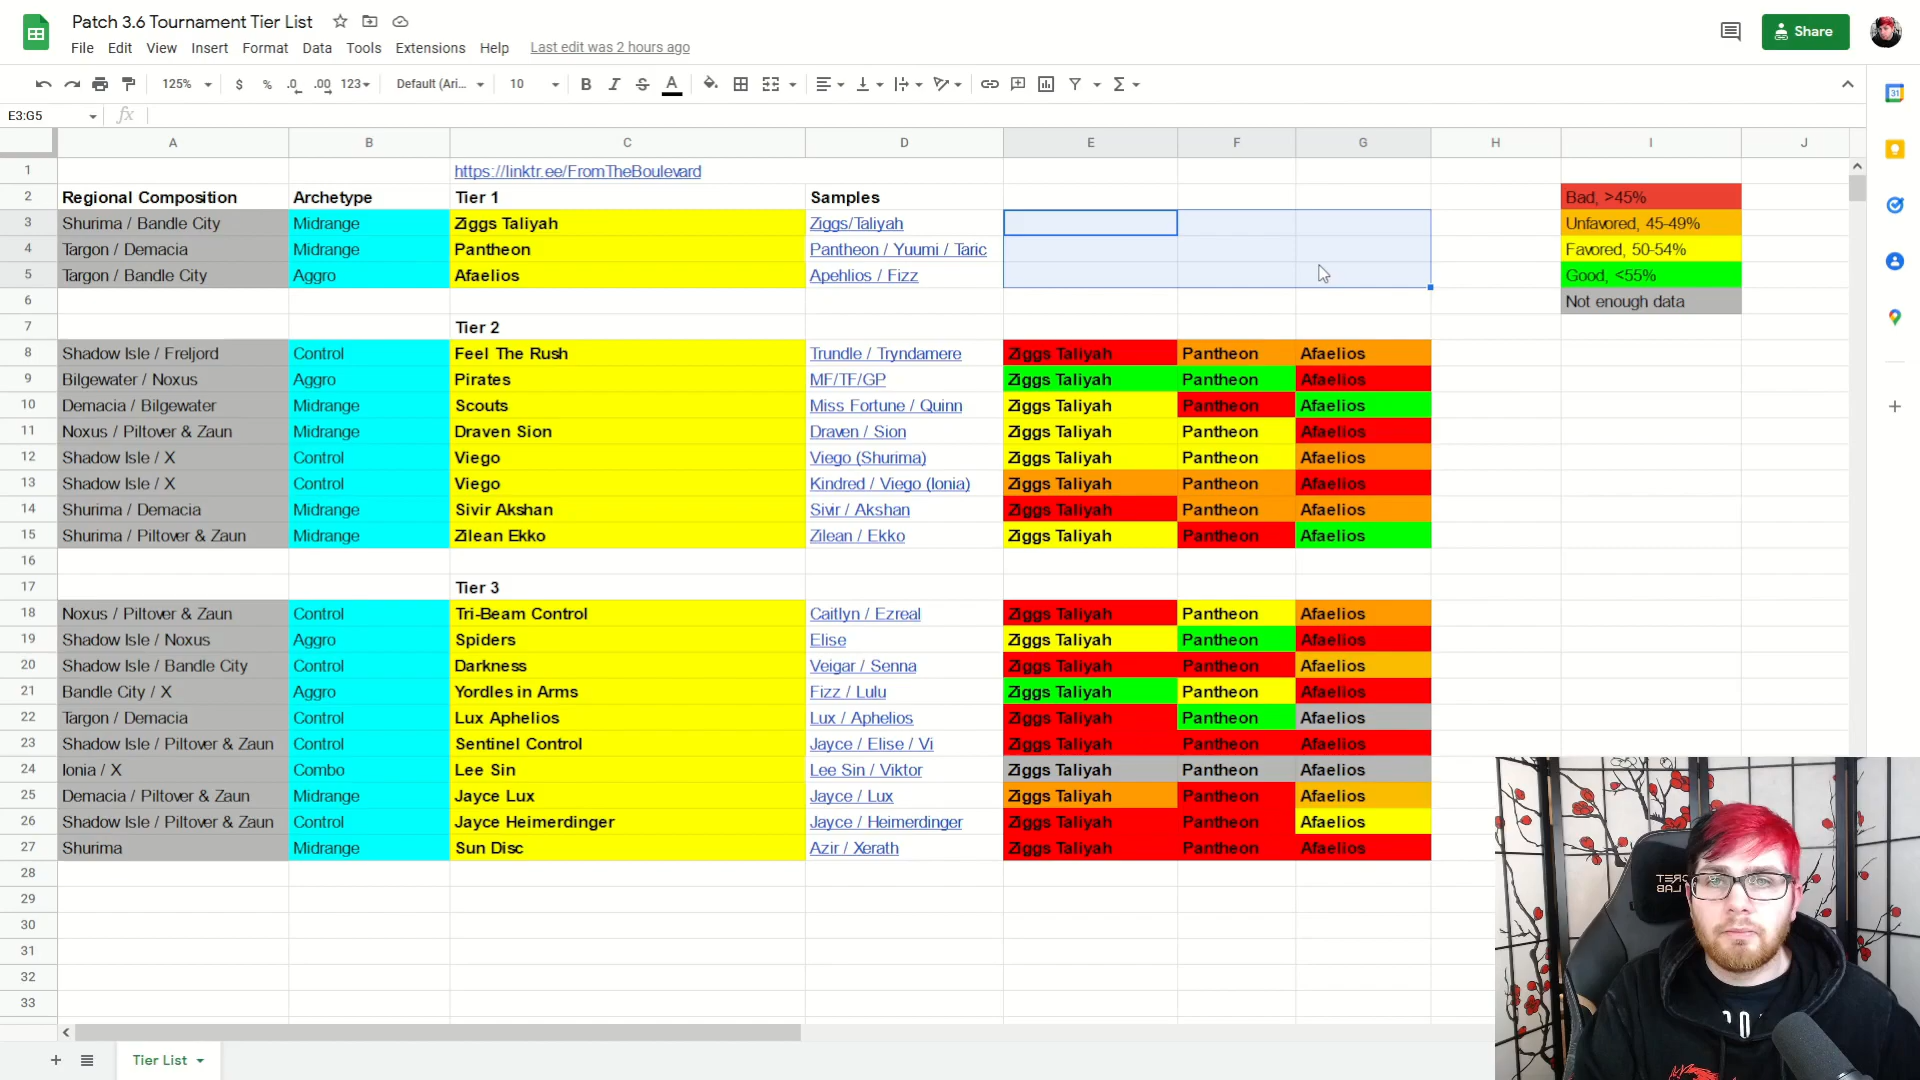 Patch 3.6 Tournament Tier List
Share
File Edit View Insert Format Data Tools Extensions Help Last edit was 2 hours ago
125% $ % .0 .00 123 Default (Ari... 10 B I S A
E3:G5 fx
A B C D E F G H I J
1 https://linktr.ee/FromTheBoulevard
2 Regional Composition Archetype Tier 1 Samples Bad, >45%
3 Shurima / Bandle City Midrange Ziggs Taliyah Ziggs/Taliyah Unfavored, 45-49%
4 Targon / Demacia Midrange Pantheon Pantheon / Yuumi / Taric Favored, 50-54%
5 Targon / Bandle City Aggro Afaelios Apehlios / Fizz Good, <55%
6 Not enough data
7 Tier 2
8 Shadow Isle / Freljord Control Feel The Rush Trundle / Tryndamere Ziggs Taliyah Pantheon Afaelios
9 Bilgewater / Noxus Aggro Pirates MF/TF/GP Ziggs Taliyah Pantheon Afaelios
10 Demacia / Bilgewater Midrange Scouts Miss Fortune / Quinn Ziggs Taliyah Pantheon Afaelios
11 Noxus / Piltover & Zaun Midrange Draven Sion Draven / Sion Ziggs Taliyah Pantheon Afaelios
12 Shadow Isle / X Control Viego Viego (Shurima) Ziggs Taliyah Pantheon Afaelios
13 Shadow Isle / X Control Viego Kindred / Viego (Ionia) Ziggs Taliyah Pantheon Afaelios
14 Shurima / Demacia Midrange Sivir Akshan Sivir / Akshan Ziggs Taliyah Pantheon Afaelios
15 Shurima / Piltover & Zaun Midrange Zilean Ekko Zilean / Ekko Ziggs Taliyah Pantheon Afaelios
16
17 Tier 3
18 Noxus / Piltover & Zaun Control Tri-Beam Control Caitlyn / Ezreal Ziggs Taliyah Pantheon Afaelios
19 Shadow Isle / Noxus Aggro Spiders Elise Ziggs Taliyah Pantheon Afaelios
20 Shadow Isle / Bandle City Control Darkness Veigar / Senna Ziggs Taliyah Pantheon Afaelios
21 Bandle City / X Aggro Yordles in Arms Fizz / Lulu Ziggs Taliyah Pantheon Afaelios
22 Targon / Demacia Control Lux Aphelios Lux / Aphelios Ziggs Taliyah Pantheon Afaelios
23 Shadow Isle / Piltover & Zaun Control Sentinel Control Jayce / Elise / Vi Ziggs Taliyah Pantheon Afaelios
24 Ionia / X Combo Lee Sin Lee Sin / Viktor Ziggs Taliyah Pantheon Afaelios
25 Demacia / Piltover & Zaun Midrange Jayce Lux Jayce / Lux Ziggs Taliyah Pantheon Afaelios
26 Shadow Isle / Piltover & Zaun Control Jayce Heimerdinger Jayce / Heimerdinger Ziggs Taliyah Pantheon Afaelios
27 Shurima Midrange Sun Disc Azir / Xerath Ziggs Taliyah Pantheon Afaelios
28
29
30
31
32
33
Tier List